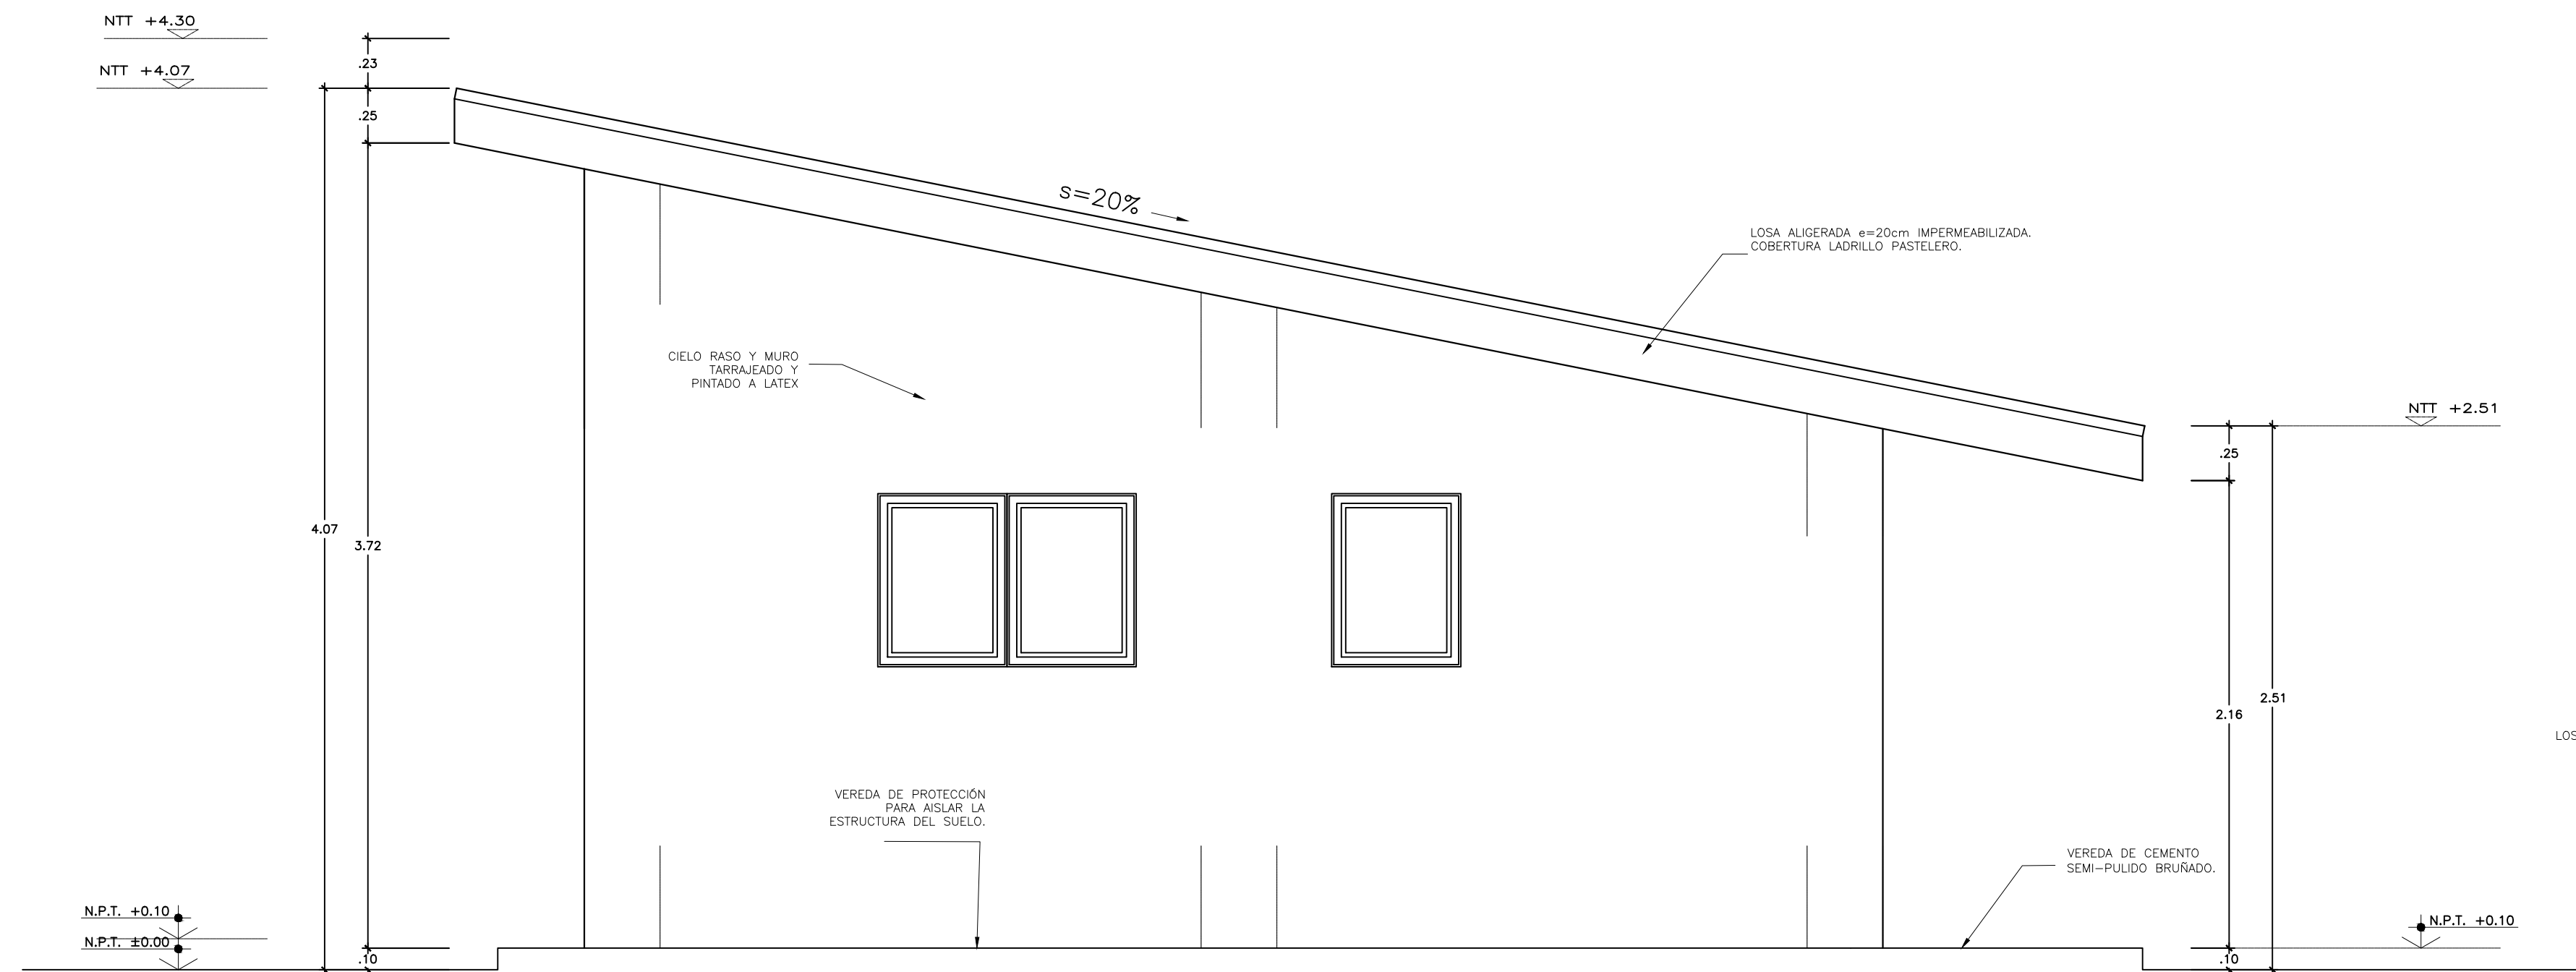 NTT +4.30
.23
NTT +4.07
.25
s=20%
LOSA ALIGERADA e=20cm IMPERMEABILIZADA.
COBERTURA LADRILLO PASTELERO.
CIELO RASO Y MURO
TARRAJEADO Y
PINTADO A LATEX
NTT +2.51
.25
4.07
3.72
2.51
2.16
LOS
VEREDA DE PROTECCIÓN
PARA AISLAR LA
ESTRUCTURA DEL SUELO.
VEREDA DE CEMENTO
SEMI-PULIDO BRUÑADO.
N.P.T. +0.10
N.P.T. +0.10
N.P.T. ±0.00
.10
.10